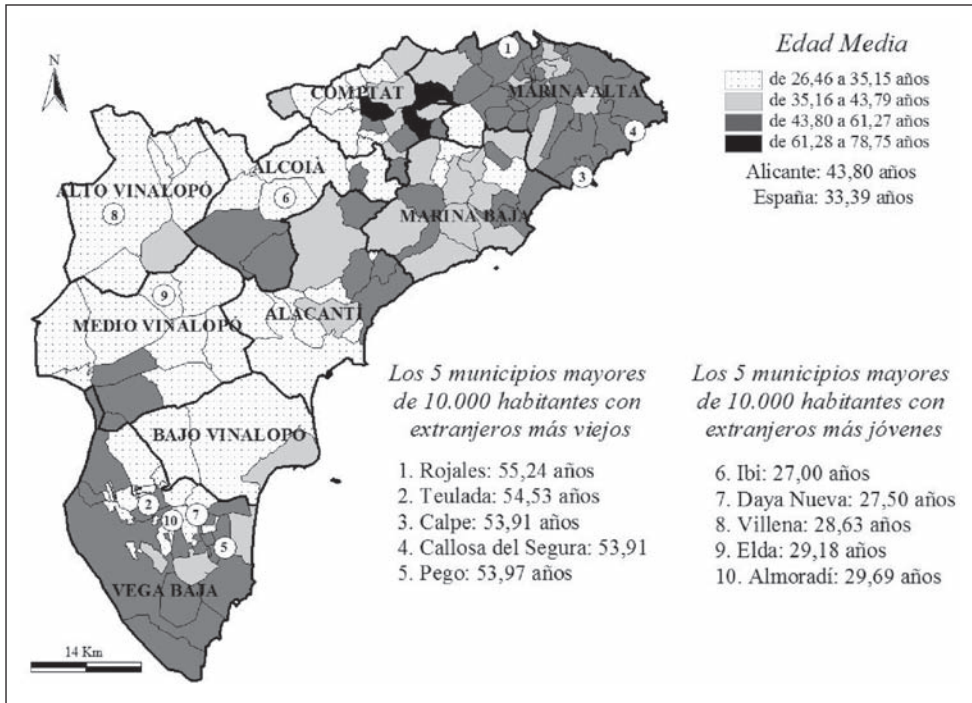 N
Edad Media
de 26,46 a 35,15 años
de 35,16 a 43,79 años
de 43,80 a 61,27 años
de 61,28 a 78,75 años
Alicante: 43,80 años
España: 33,39 años
1
COMPTAT
MARINA ALTA
4
ALCOIÀ
3
ALTO VINALOPÓ
6
8
MARINA BAJA
9
MEDIO VINALOPÓ
ALACANTÍ
BAJO VINALOPÓ
2
10
7
5
VEGA BAJA
14 Km
Los 5 municipios mayores
de 10.000 habitantes con
extranjeros más viejos
1. Rojales: 55,24 años
2. Teulada: 54,53 años
3. Calpe: 53,91 años
4. Callosa del Segura: 53,91
5. Pego: 53,97 años
Los 5 municipios mayores
de 10.000 habitantes con
extranjeros más jóvenes
6. Ibi: 27,00 años
7. Daya Nueva: 27,50 años
8. Villena: 28,63 años
9. Elda: 29,18 años
10. Almoradí: 29,69 años